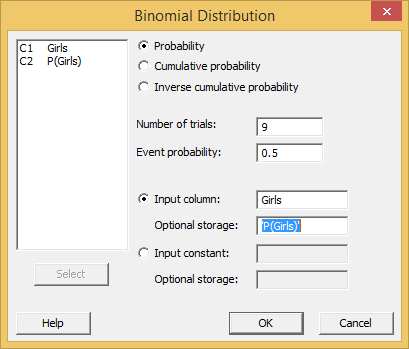 Binomial Distribution
C1 Girls
C2 P(Girls)
Probability
Cumulative probability
Inverse cumulative probability
Number of trials: 9
Event probability: 0.5
Input column: Girls
Optional storage: 'P(Girls)'
Input constant:
Optional storage:
Select
Help OK Cancel